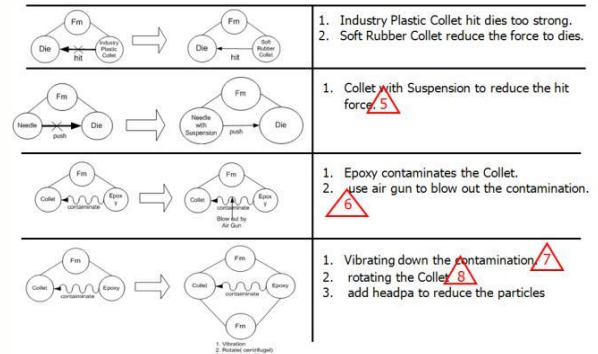 Fm
Fm
Die
Industry
Plastic
Collet
hit
Die
Soft
Rubber
Collet
hit
1. Industry Plastic Collet hit dies too strong.
2. Soft Rubber Collet reduce the force to dies.
Fm
Fm
Needle
Die
push
Needle
with
Suspension
push
Die
1. Collet with Suspension to reduce the hit
force. 5
Fm
Fm
Collet
Epox
y
contaminate
Collet
Epox
y
contaminate
Blow out by
Air Gun
1. Epoxy contaminates the Collet.
2. use air gun to blow out the contamination.
6
Fm
Fm
Collet
Epoxy
contaminate
Collet
Epoxy
contaminate
Fm
1. Vibration
2. Rotate( centrifugal)
1. Vibrating down the contamination 7
2. rotating the Collet 8
3. add headpa to reduce the particles